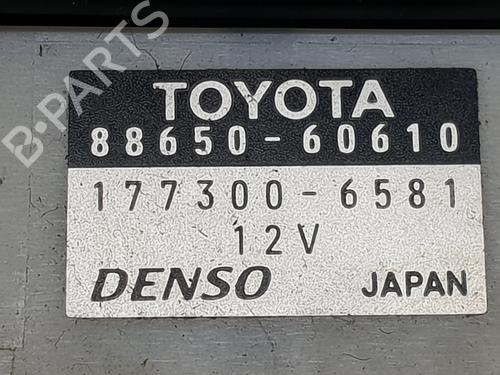 B-PARTS
TOYOTA
88650-60610
177300-6581
12V
DENSO JAPAN